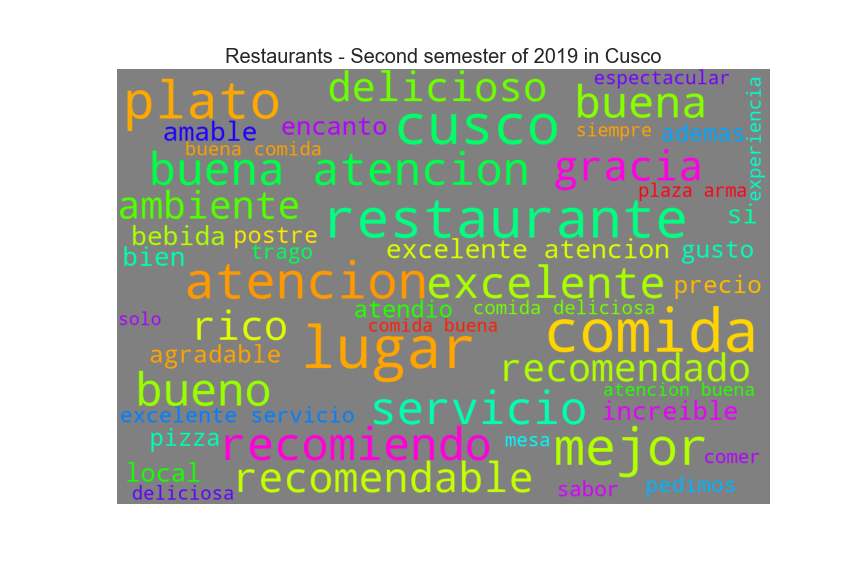 Restaurants - Second semester of 2019 in Cusco
plato
delicioso
espectacular
buena
experiencia
amable
encanto
cusco
siempre
ademas
buena comida
buena atencion
gracia
plaza arma
ambiente
restaurante
si
bebida
postre
bien
trago
excelente atencion
gusto
atencion
excelente
precio
solo
atendio
comida deliciosa
rico
comida buena
lugar
comida
agradable
recomendado
bueno
atencion buena
excelente servicio
servicio
increible
pizza
recomiendo
mesa
mejor
comer
local
recomendable
deliciosa
sabor
pedimos